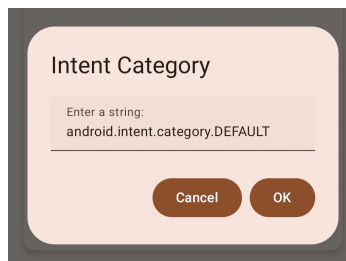 Intent Category
Enter a string:
android.intent.category.DEFAULT
Cancel OK